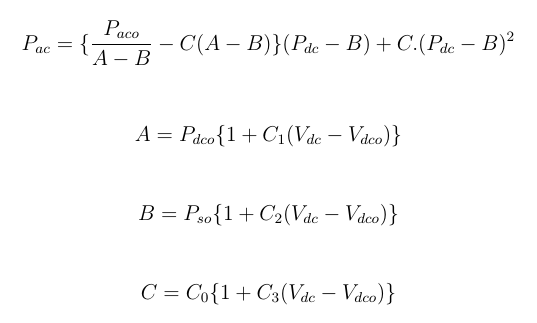 P_{ac} = \{\frac{P_{aco}}{A - B} - C(A - B)\}(P_{dc} - B) + C.(P_{dc} - B)^2
A = P_{dco}\{1 + C_1(V_{dc} - V_{dco})\}
B = P_{so}\{1 + C_2(V_{dc} - V_{dco})\}
C = C_0\{1 + C_3(V_{dc} - V_{dco})\}